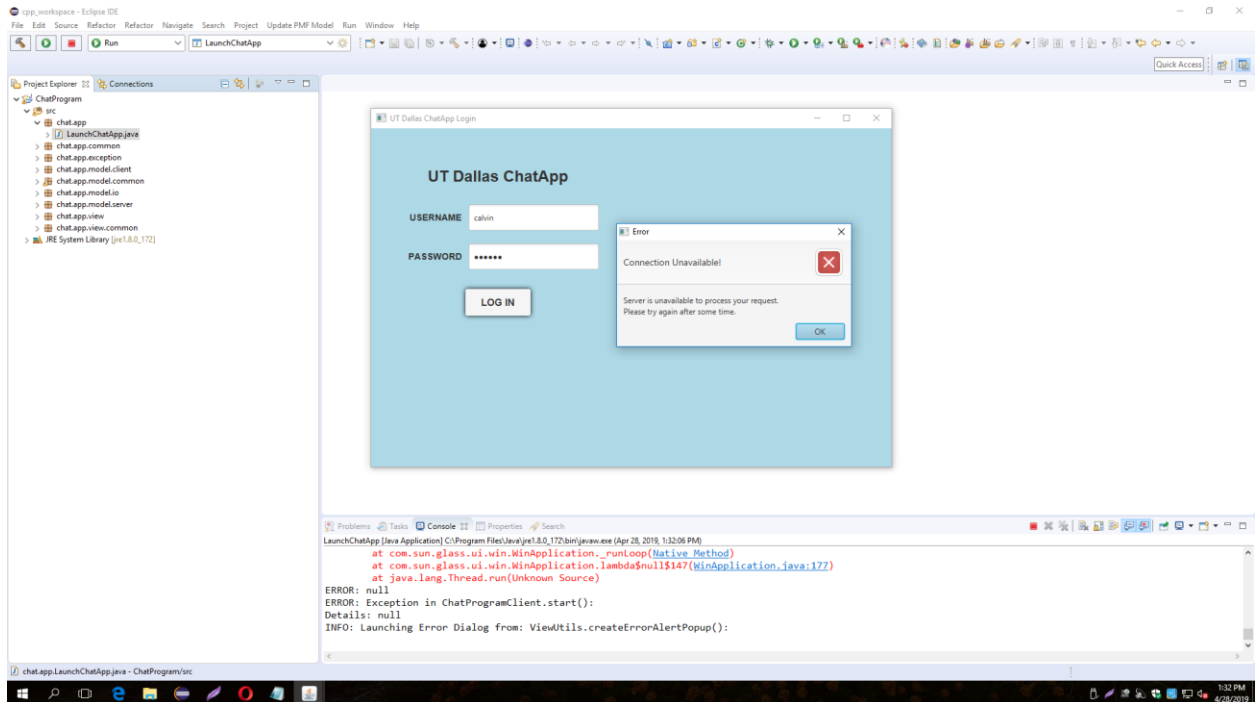 cpp_workspace - Eclipse IDE
File Edit Source Refactor Refactor Navigate Search Project Update PMF Model Run Window Help
Run LaunchChatApp
Quick Access
Project Explorer Connections
ChatProgram
src
chat.app
LaunchChatApp.java
chat.app.common
chat.app.exception
chat.app.model.client
chat.app.model.common
chat.app.model.io
chat.app.model.server
chat.app.view
chat.app.view.common
JRE System Library [jre1.8.0_172]
UT Dallas ChatApp Login
UT Dallas ChatApp
USERNAME calvin
PASSWORD ••••••
LOG IN
Error
Connection Unavailable!
Server is unavailable to process your request.
Please try again after some time.
OK
Problems Tasks Console Properties Search
LaunchChatApp [Java Application] C:\Program Files\Java\jre1.8.0_172\bin\javaw.exe (Apr 28, 2019, 1:32:06 PM)
at com.sun.glass.ui.win.WinApplication._runLoop(Native Method)
at com.sun.glass.ui.win.WinApplication.lambda$null$147(WinApplication.java:177)
at java.lang.Thread.run(Unknown Source)
ERROR: null
ERROR: Exception in ChatProgramClient.start():
Details: null
INFO: Launching Error Dialog from: ViewUtils.createErrorAlertPopup():
chat.app.LaunchChatApp.java - ChatProgram/src
1:32 PM
4/28/2019